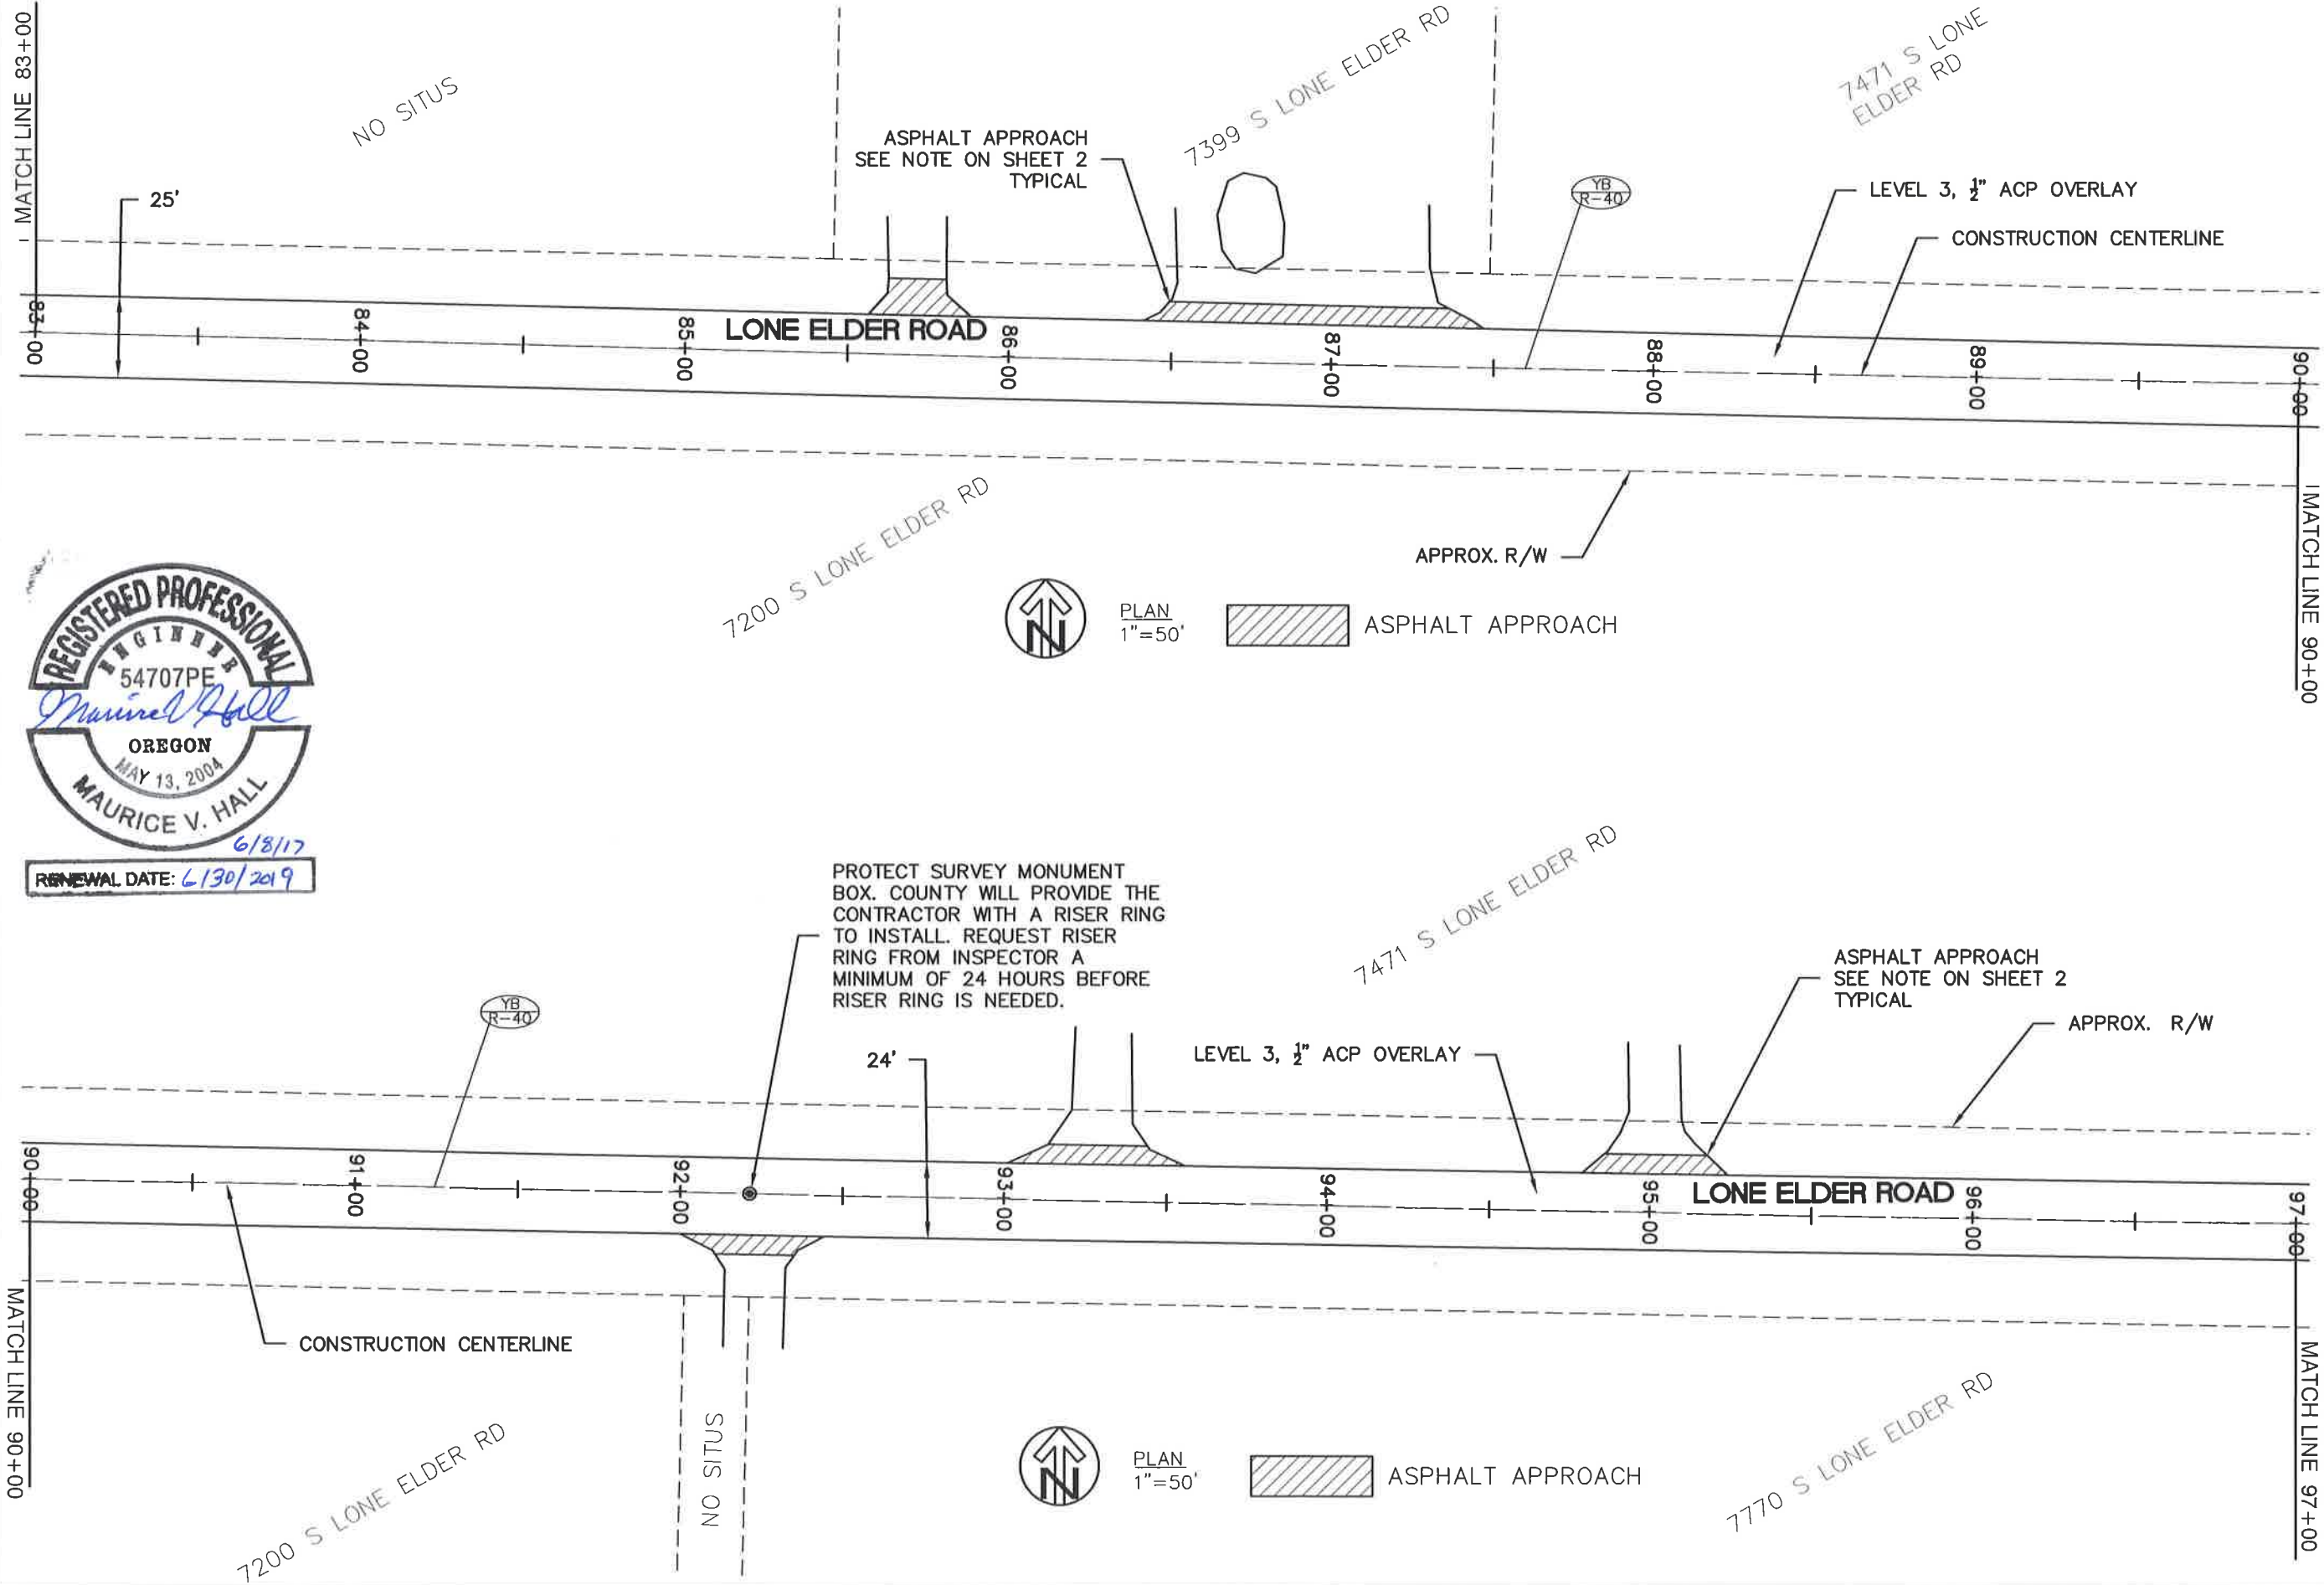 MATCH LINE 83+00
NO SITUS
25'
ASPHALT APPROACH
SEE NOTE ON SHEET 2
TYPICAL
7399 S LONE ELDER RD
YB
R-40
7471 S LONE
ELDER RD
LEVEL 3, ½" ACP OVERLAY
CONSTRUCTION CENTERLINE
83+00
84+00
85+00
LONE ELDER ROAD
86+00
87+00
88+00
89+00
90+00
MATCH LINE 90+00
7200 S LONE ELDER RD
APPROX. R/W
N
PLAN
1"=50'
ASPHALT APPROACH
REGISTERED PROFESSIONAL
ENGINEER
54707PE
Maurice V Hall
OREGON
MAY 13, 2004
MAURICE V. HALL
6/8/17
RENEWAL DATE: 6/30/2019
PROTECT SURVEY MONUMENT
BOX. COUNTY WILL PROVIDE THE
CONTRACTOR WITH A RISER RING
TO INSTALL. REQUEST RISER
RING FROM INSPECTOR A
MINIMUM OF 24 HOURS BEFORE
RISER RING IS NEEDED.
YB
R-40
24'
7471 S LONE ELDER RD
LEVEL 3, ½" ACP OVERLAY
ASPHALT APPROACH
SEE NOTE ON SHEET 2
TYPICAL
APPROX. R/W
90+00
91+00
92+00
93+00
94+00
95+00
LONE ELDER ROAD
96+00
97+00
MATCH LINE 90+00
CONSTRUCTION CENTERLINE
7200 S LONE ELDER RD
NO SITUS
N
PLAN
1"=50'
ASPHALT APPROACH
7770 S LONE ELDER RD
MATCH LINE 97+00